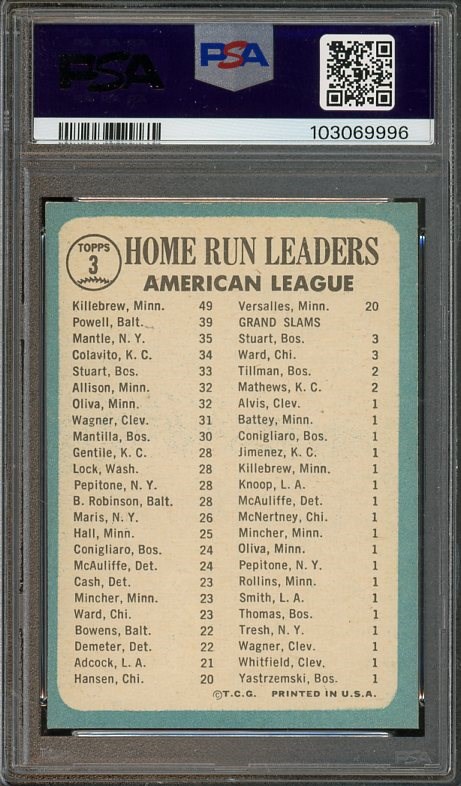 PSA
PSA
103069996
TOPPS
3
HOME RUN LEADERS
AMERICAN LEAGUE
Killebrew, Minn. 49
Powell, Balt. 39
Mantle, N. Y. 35
Colavito, K. C. 34
Stuart, Bos. 33
Allison, Minn. 32
Oliva, Minn. 32
Wagner, Clev. 31
Mantilla, Bos. 30
Gentile, K. C. 28
Lock, Wash. 28
Pepitone, N. Y. 28
B. Robinson, Balt. 28
Maris, N. Y. 26
Hall, Minn. 25
Conigliaro, Bos. 24
McAuliffe, Det. 24
Cash, Det. 23
Mincher, Minn. 23
Ward, Chi. 23
Bowens, Balt. 22
Demeter, Det. 22
Adcock, L. A. 21
Hansen, Chi. 20
Versalles, Minn. 20
GRAND SLAMS
Stuart, Bos. 3
Ward, Chi. 3
Tillman, Bos. 2
Mathews, K. C. 2
Alvis, Clev. 1
Battey, Minn. 1
Conigliaro, Bos. 1
Jimenez, K. C. 1
Killebrew, Minn. 1
Knoop, L. A. 1
McAuliffe, Det. 1
McNertney, Chi. 1
Mincher, Minn. 1
Oliva, Minn. 1
Pepitone, N. Y. 1
Rollins, Minn. 1
Smith, L. A. 1
Thomas, Bos. 1
Tresh, N. Y. 1
Wagner, Clev. 1
Whitfield, Clev. 1
Yastrzemski, Bos. 1
©T.C.G. PRINTED IN U.S.A.